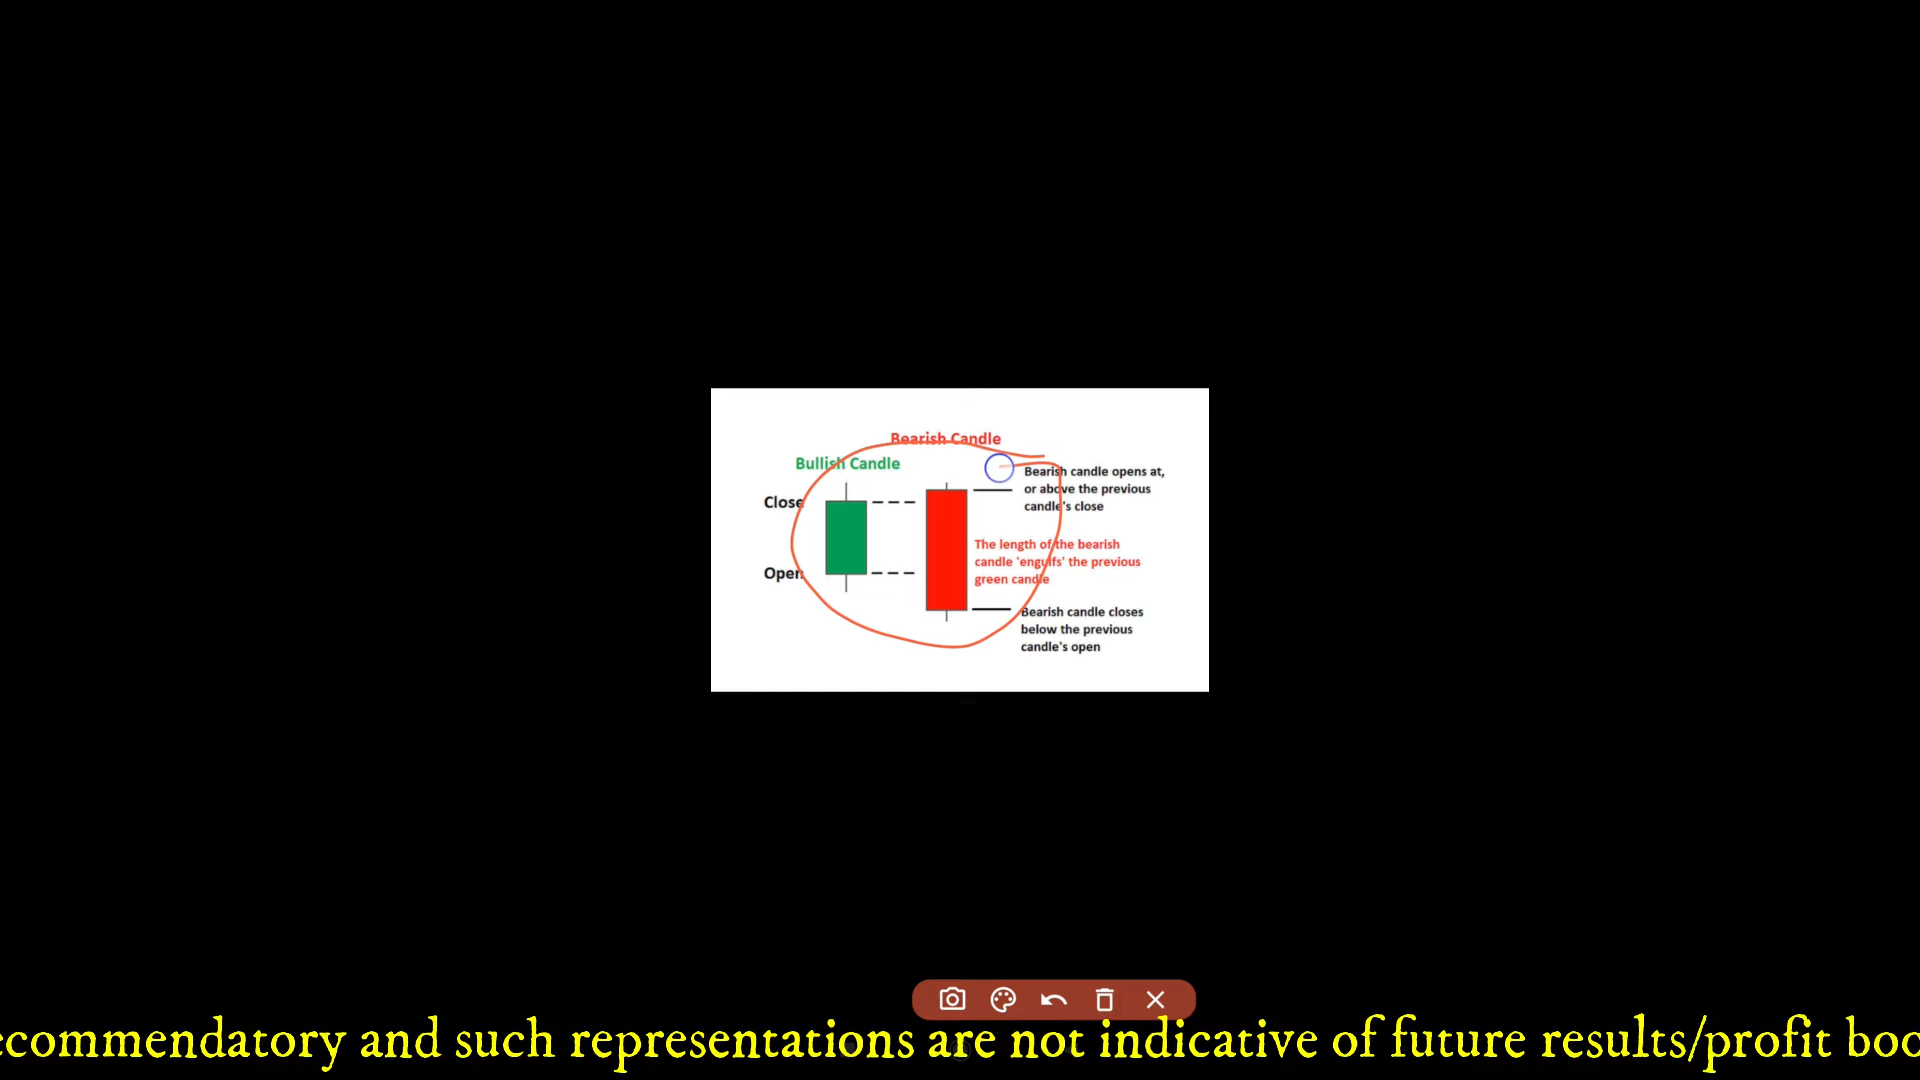 Bearish Candle
Bullish Candle
Close
Open
Bearish candle opens at,
or above the previous
candle's close
The length of the bearish
candle 'engulfs' the previous
green candle
Bearish candle closes
below the previous
candle's open
and such representations are not indicative of future results/profit